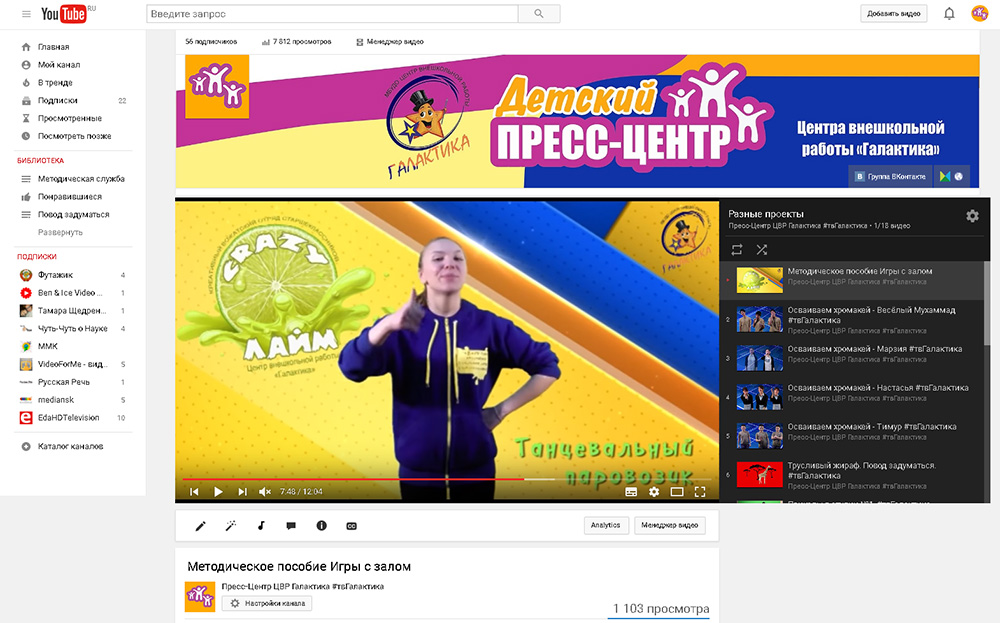 YouTube RU
Введите запрос
Добавить видео
Главная
Мой канал
В тренде
Подписки 22
Просмотренные
Посмотреть позже
БИБЛИОТЕКА
Методическая служба
Понравившиеся
Повод задуматься
Развернуть
ПОДПИСКИ
Футажик 4
Ben & Ice Video ... 1
Тамара Щедрен... 1
Чуть-Чуть о Науке 4
ММК
VideoForMe - вид... 5
Русская Речь 1
mediansk 5
EdaHDTelevision 10
Каталог каналов
56 подписчиков
7 812 просмотров
Менеджер видео
МБУДО ЦЕНТР ВНЕШКОЛЬНОЙ РАБОТЫ
ГАЛАКТИКА
Детский
ПРЕСС-ЦЕНТР
Центра внешкольной
работы «Галактика»
В Группа ВКонтакте
CRAZY
ЛАЙМ
Центр внешкольной работы
«Галактика»
Танцевальный
паровозик
7:48 / 12:04
Разные проекты
Пресс-Центр ЦВР Галактика #твГалактика • 1/18 видео
Методическое пособие Игры с залом
Пресс-Центр ЦВР Галактика #твГалактика
2
Осваиваем хромакей - Весёлый Мухаммад
#твГалактика
Пресс-Центр ЦВР Галактика #твГалактика
3
Осваиваем хромакей - Марзия #твГалактика
Пресс-Центр ЦВР Галактика #твГалактика
4
Осваиваем хромакей - Настасья #твГалактика
Пресс-Центр ЦВР Галактика #твГалактика
5
Осваиваем хромакей - Тимур #твГалактика
Пресс-Центр ЦВР Галактика #твГалактика
6
Трусливый жираф. Повод задуматься.
#твГалактика
Пресс-Центр ЦВР Галактика #твГалактика
Analytics
Менеджер видео
Методическое пособие Игры с залом
Пресс-Центр ЦВР Галактика #твГалактика
Настройки канала
1 103 просмотра